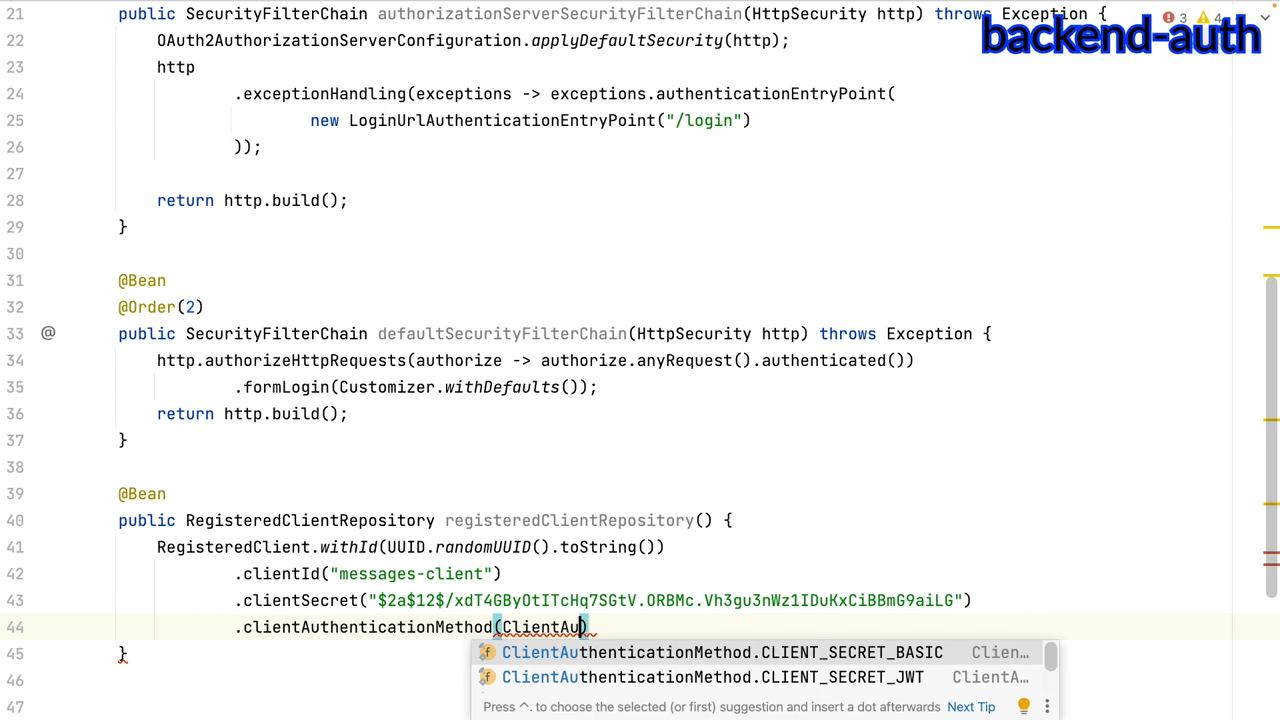 21 public SecurityFilterChain authorizationServerSecurityFilterChain(HttpSecurity http) throws Exception {
3 4
backend-auth
22 OAuth2AuthorizationServerConfiguration.applyDefaultSecurity(http);
23 http
24 .exceptionHandling(exceptions -> exceptions.authenticationEntryPoint(
25 new LoginUrlAuthenticationEntryPoint("/login")
26 ));
27
28 return http.build();
29 }
30
31 @Bean
32 @Order(2)
33 @ public SecurityFilterChain defaultSecurityFilterChain(HttpSecurity http) throws Exception {
34 http.authorizeHttpRequests(authorize -> authorize.anyRequest().authenticated())
35 .formLogin(Customizer.withDefaults());
36 return http.build();
37 }
38
39 @Bean
40 public RegisteredClientRepository registeredClientRepository() {
41 RegisteredClient.withId(UUID.randomUUID().toString())
42 .clientId("messages-client")
43 .clientSecret("$2a$12$/xdT4GByOtITcHq7SGtV.ORBMc.Vh3gu3nWz1IDuKxCiBBmG9aiLG")
44 .clientAuthenticationMethod(ClientAu)
45 }
f ClientAuthenticationMethod.CLIENT_SECRET_BASIC Clien…
46
f ClientAuthenticationMethod.CLIENT_SECRET_JWT ClientA…
47
Press ^. to choose the selected (or first) suggestion and insert a dot afterwards Next Tip